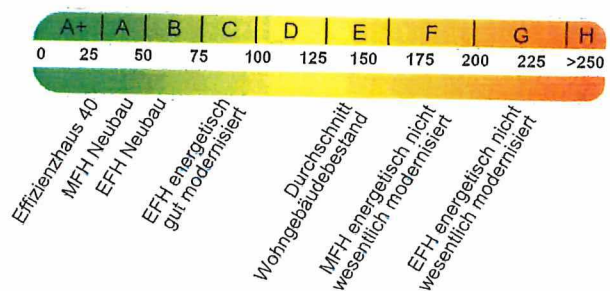 A+ A B C D E F G H
0 25 50 75 100 125 150 175 200 225 >250
Effizienzhaus 40
MFH Neubau
EFH Neubau
EFH energetisch
gut modernisiert
Durchschnitt
Wohngebäudebestand
MFH energetisch nicht
wesentlich modernisiert
EFH energetisch nicht
wesentlich modernisiert